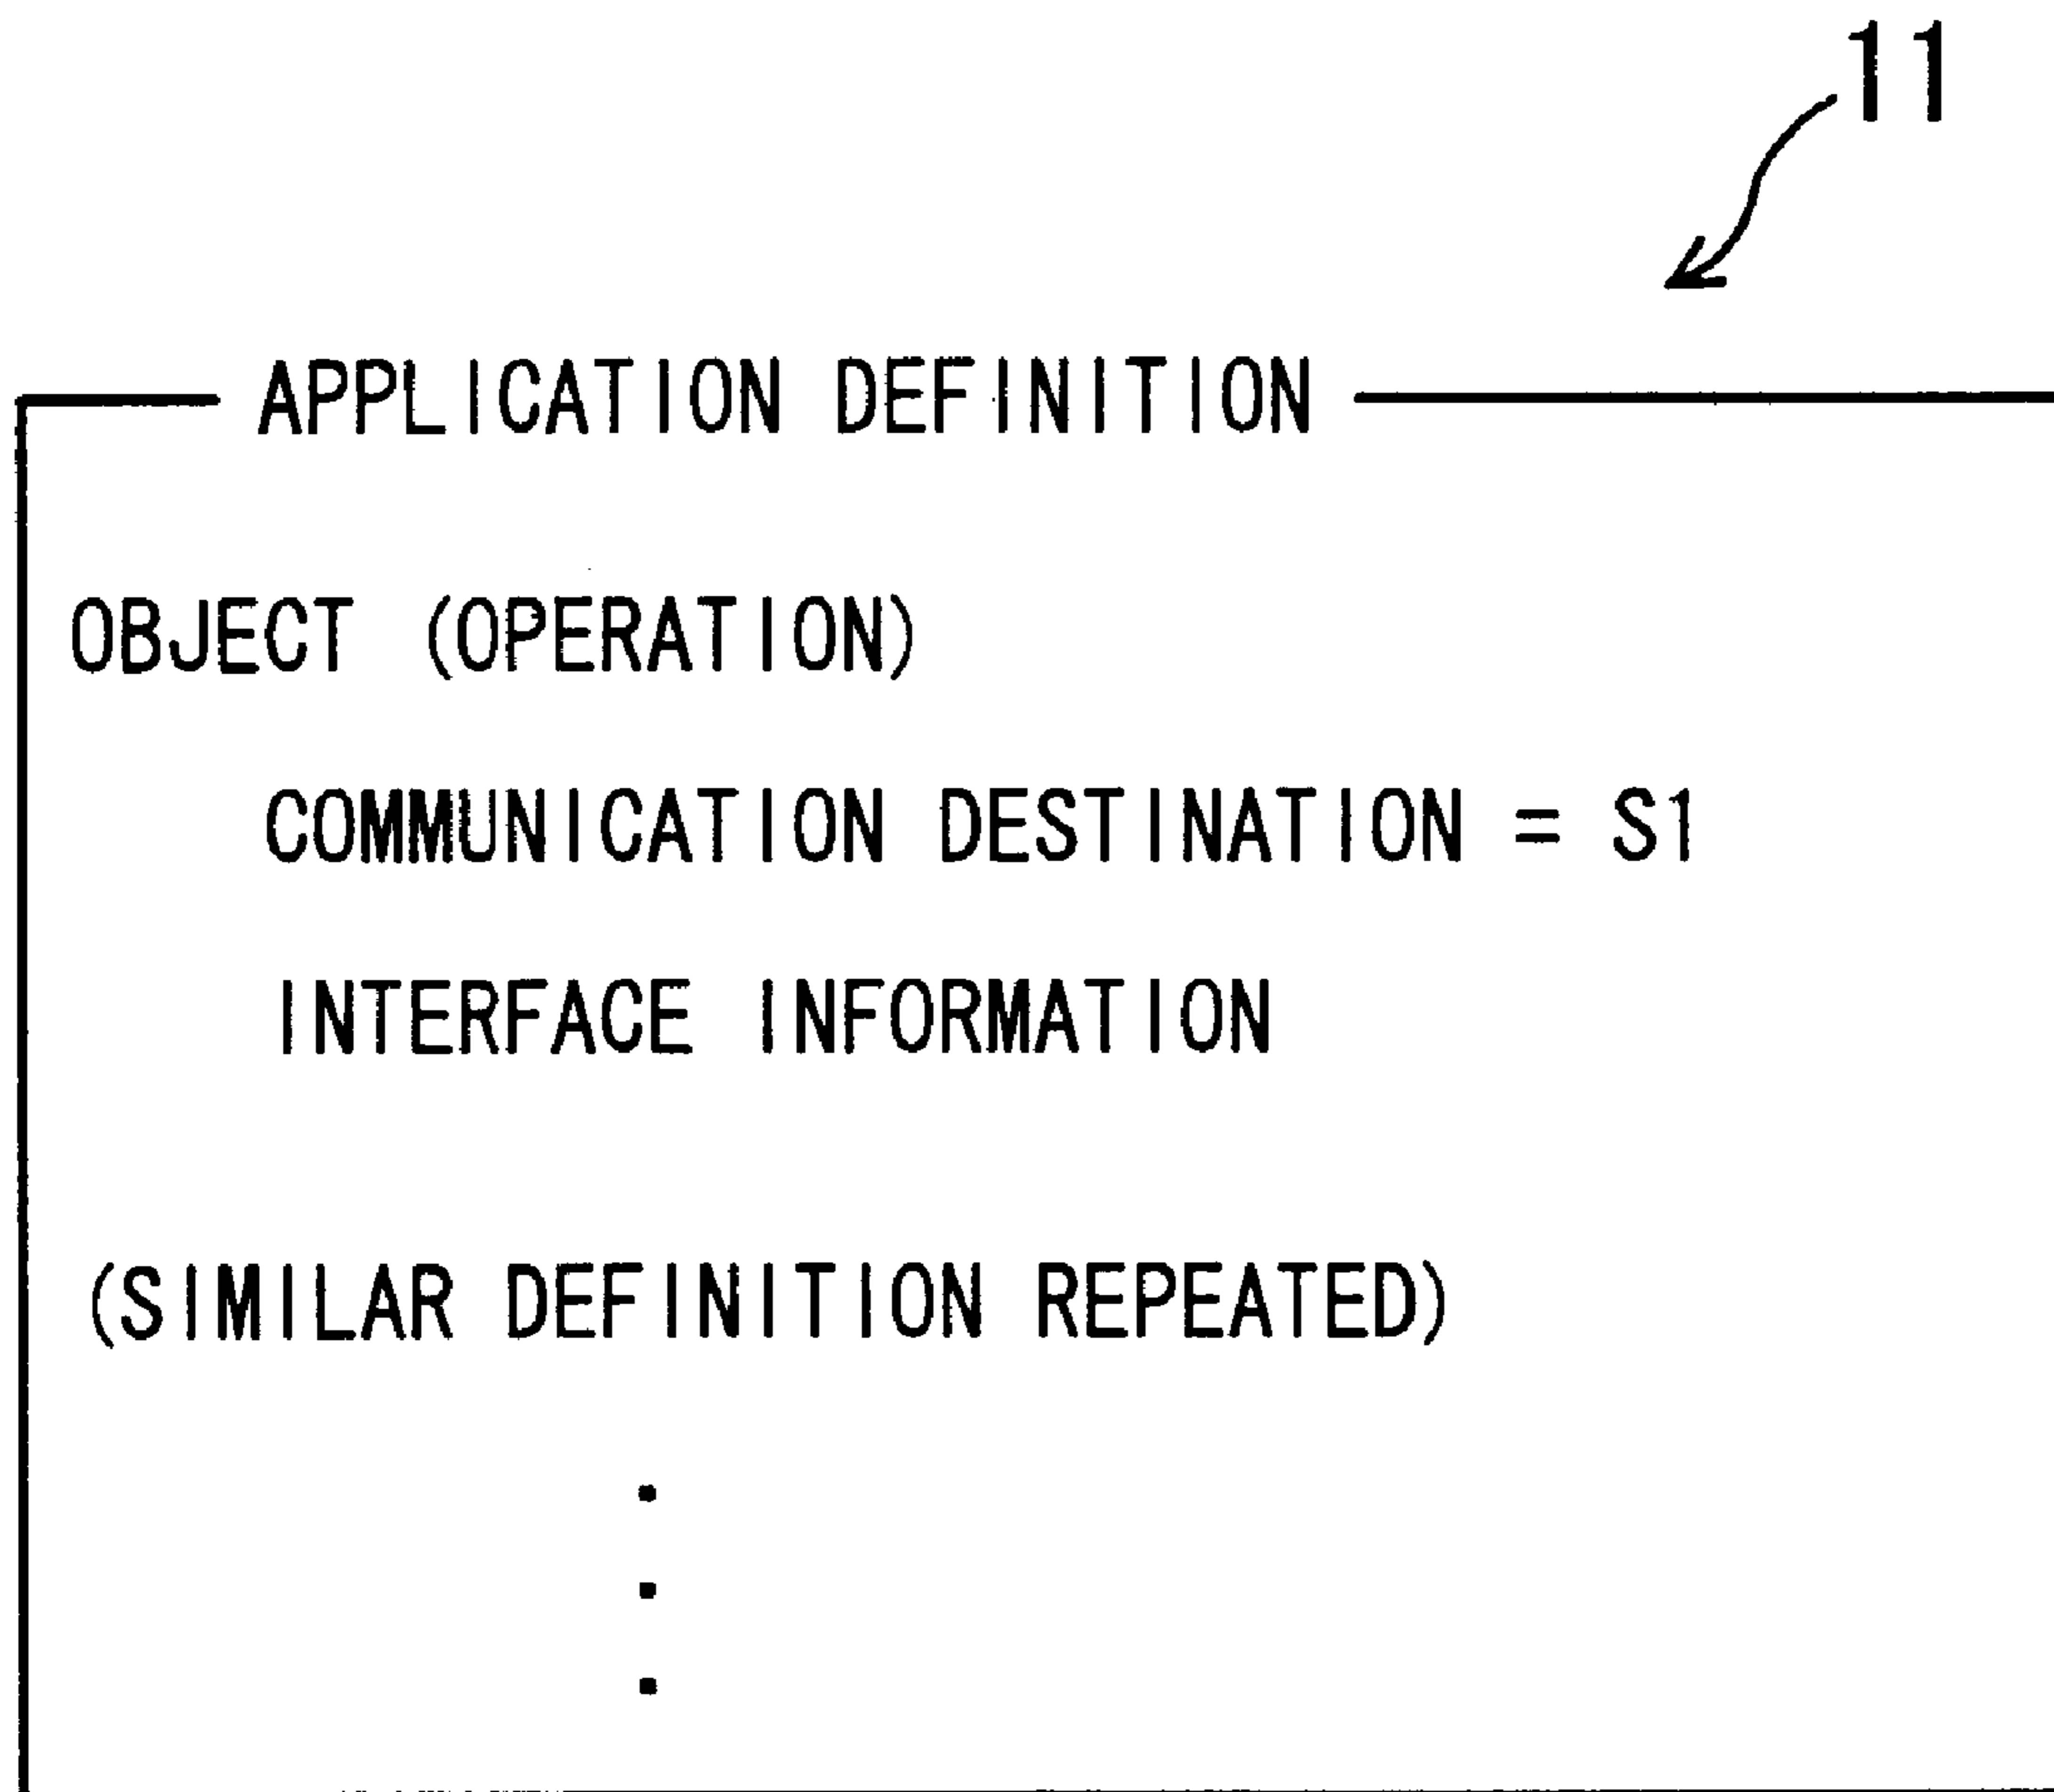 11
APPLICATION DEFINITION
OBJECT (OPERATION)
COMMUNICATION DESTINATION = S1
INTERFACE INFORMATION
(SIMILAR DEFINITION REPEATED)